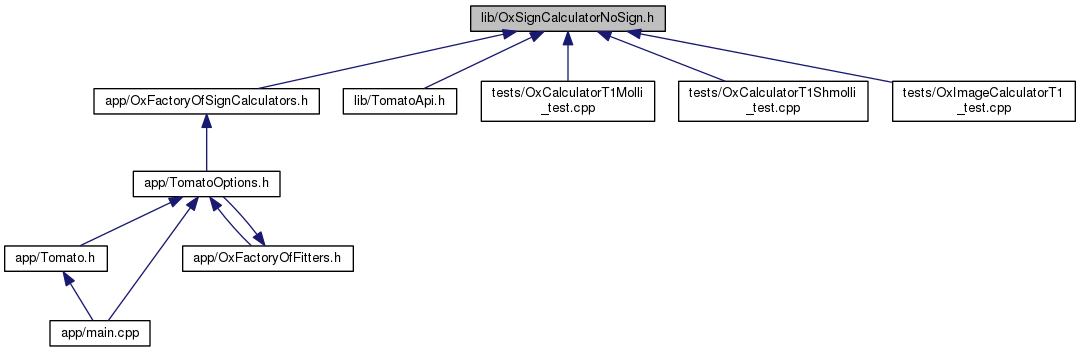 lib/OxSignCalculatorNoSign.h
app/OxFactoryOfSignCalculators.h
lib/TomatoApi.h
tests/OxCalculatorT1Molli
_test.cpp
tests/OxCalculatorT1Shmolli
_test.cpp
tests/OxImageCalculatorT1
_test.cpp
app/TomatoOptions.h
app/Tomato.h
app/OxFactoryOfFitters.h
app/main.cpp